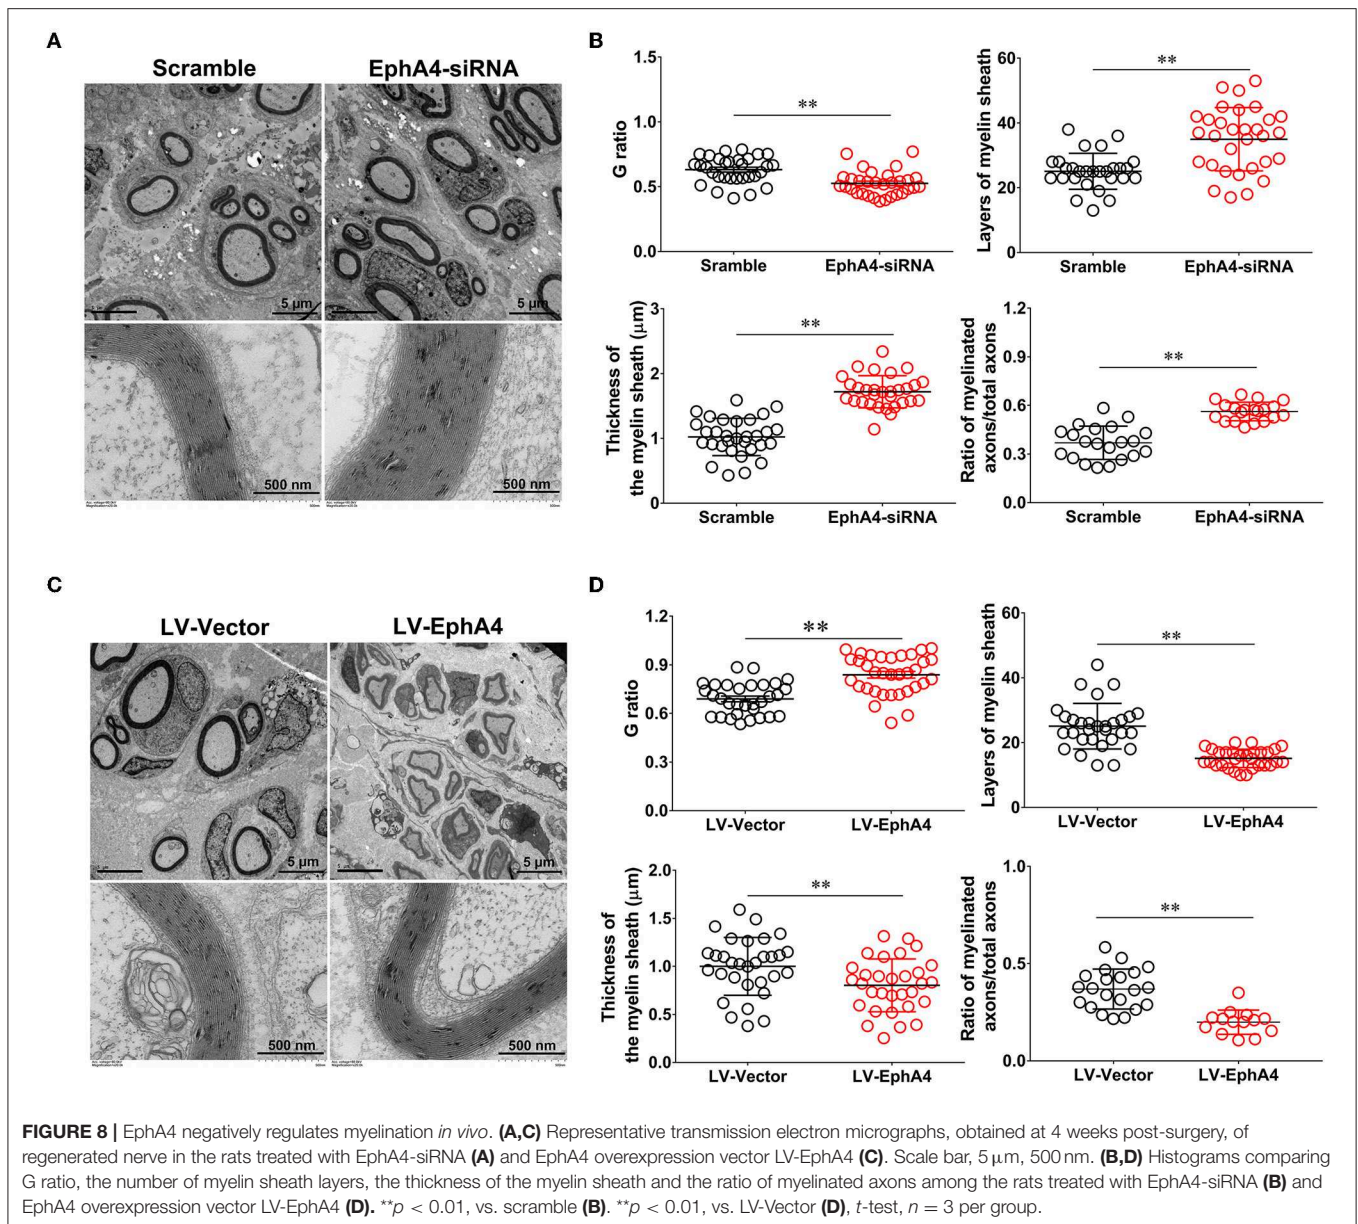 A
Scramble
EphA4-siRNA
5 µm
5 µm
500 nm
500 nm
B
1.5
1.0
0.5
0.0
G ratio
**
Sramble
EphA4-siRNA
60
40
20
0
Layers of myelin sheath
**
Sramble
EphA4-siRNA
3
2
1
0
Thickness of
the myelin sheath (µm)
**
Scramble
EphA4-siRNA
1.2
0.9
0.6
0.3
0.0
Ratio of myelinated
axons/total axons
**
Scramble
EphA4-siRNA
C
LV-Vector
LV-EphA4
5 µm
5 µm
500 nm
500 nm
D
1.2
0.9
0.6
0.3
0.0
G ratio
**
LV-Vector
LV-EphA4
60
40
20
0
Layers of myelin sheath
**
LV-Vector
LV-EphA4
2.0
1.5
1.0
0.5
0.0
Thickness of
the myelin sheath (µm)
**
LV-Vector
LV-EphA4
1.0
0.5
0.0
Ratio of myelinated
axons/total axons
**
LV-Vector
LV-EphA4
FIGURE 8 | EphA4 negatively regulates myelination in vivo. (A,C) Representative transmission electron micrographs, obtained at 4 weeks post-surgery, of
regenerated nerve in the rats treated with EphA4-siRNA (A) and EphA4 overexpression vector LV-EphA4 (C). Scale bar, 5 µm, 500 nm. (B,D) Histograms comparing
G ratio, the number of myelin sheath layers, the thickness of the myelin sheath and the ratio of myelinated axons among the rats treated with EphA4-siRNA (B) and
EphA4 overexpression vector LV-EphA4 (D). **p < 0.01, vs. scramble (B). **p < 0.01, vs. LV-Vector (D), t-test, n = 3 per group.